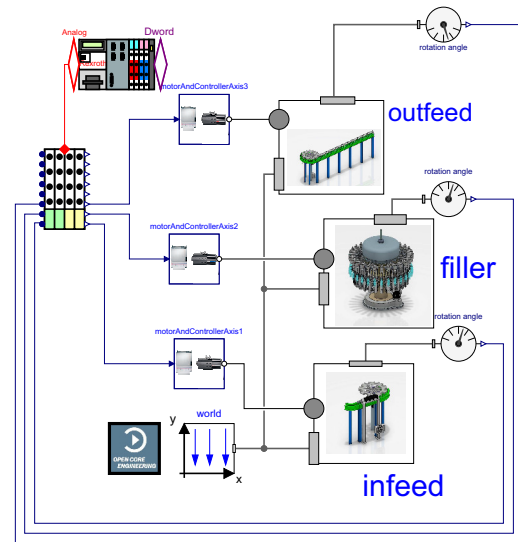 Analog
Dword
Rexroth
rotation angle
motorAndControllerAxis3
outfeed
rotation angle
motorAndControllerAxis2
filler
rotation angle
motorAndControllerAxis1
y
world
x
OPEN CORE
ENGINEERING
infeed